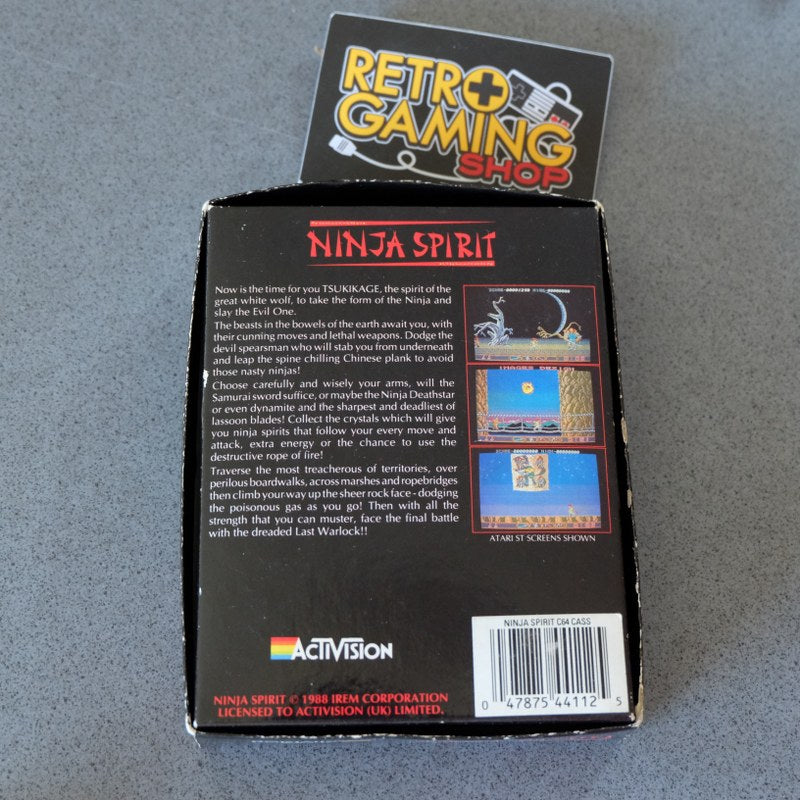 RETRO
GAMING
SHOP
NINJA SPIRIT
Now is the time for you TSUKIKAGE, the spirit of the
great white wolf, to take the form of the Ninja and
slay the Evil One.
The beasts in the bowels of the earth await you, with
their cunning moves and lethal weapons. Dodge the
devil spearsman who will stab you from underneath
and leap the spine chilling Chinese plank to avoid
those nasty ninjas!
Choose carefully and wisely your arms, will the
Samurai sword suffice, or maybe the Ninja Deathstar
or even dynamite and the sharpest and deadliest of
lassoon blades! Collect the crystals which will give
you ninja spirits that follow your every move and
attack, extra energy or the chance to use the
destructive rope of fire!
Traverse the most treacherous of territories, over
perilous boardwalks, across marshes and ropebridges
then climb your way up the sheer rock face - dodging
the poisonous gas as you go! Then with all the
strength that you can muster, face the final battle
with the dreaded Last Warlock!!
ATARI ST SCREENS SHOWN
ACTIVISION
NINJA SPIRIT © 1988 IREM CORPORATION
LICENSED TO ACTIVISION (UK) LIMITED.
NINJA SPIRIT C64 CASS
0 47875 44112 5